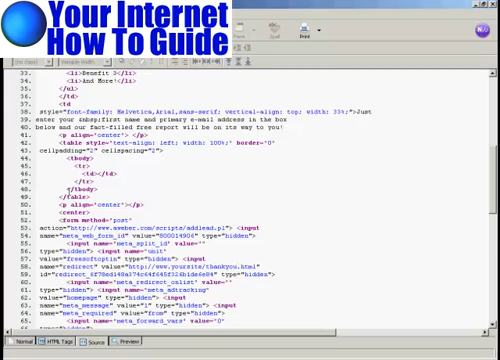 Your Internet
How To Guide
33. <li>Benefit 3</li>
34. <li>And More!</li>
35. </td>
37. <td
38. style="font-family: Helvetica,Arial,sans-serif; vertical-align: top; width: 33%;">Just
39. enter your &nbsp;first name and primary e-mail address in the box
40. below and our fact-filled free report will be on its way to you!
41. <p align='center'> </p>
42. <table style="text-align: left; width: 100%;" border="0"
43. cellpadding="2" cellspacing="2">
44. <tbody>
45. <tr>
46. <td></td>
47. </tr>
48. </tbody>
49. </table>
50. <p align='center'></p>
51. <center>
52. <form method='post'
53. action="http://www.aweber.com/scripts/addlead.pl"> <input
54. name="meta_web_form_id" value="800014906" type="hidden">
55. <input name='meta_split_id' value=""
56. type="hidden"> <input name='unit'
57. value="freesoftoptin" type="hidden"> <input
58. name="redirect" value="http://www.yoursite/thankyou.html"
60. type="hidden"> <input name='meta_redirect_onlist' value=""
61. type="hidden"> <input name='meta_adtracking'
62. value="homepage" type="hidden"> <input
63. name="meta_message" value="1" type="hidden"> <input
64. name="meta_required" value="from" type="hidden">
65. <input name='meta_forward_vars' value="0"
Normal HTML Tags Source Preview